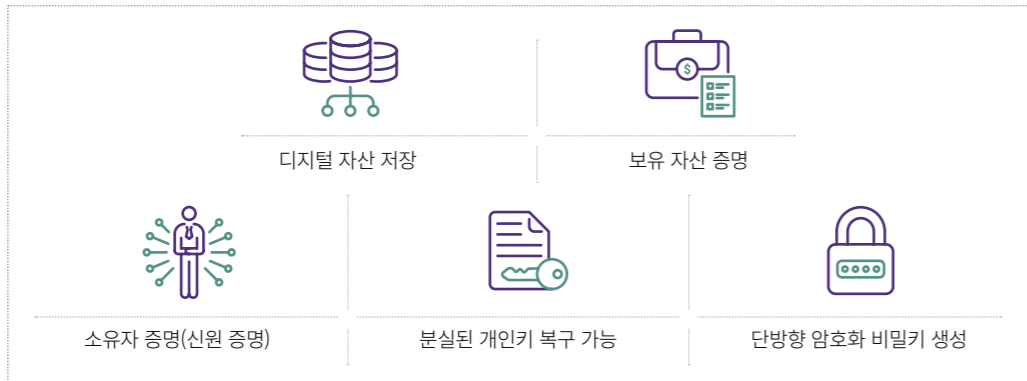 디지털 자산 저장
보유 자산 증명
소유자 증명(신원 증명)
분실된 개인키 복구 가능
단방향 암호화 비밀키 생성